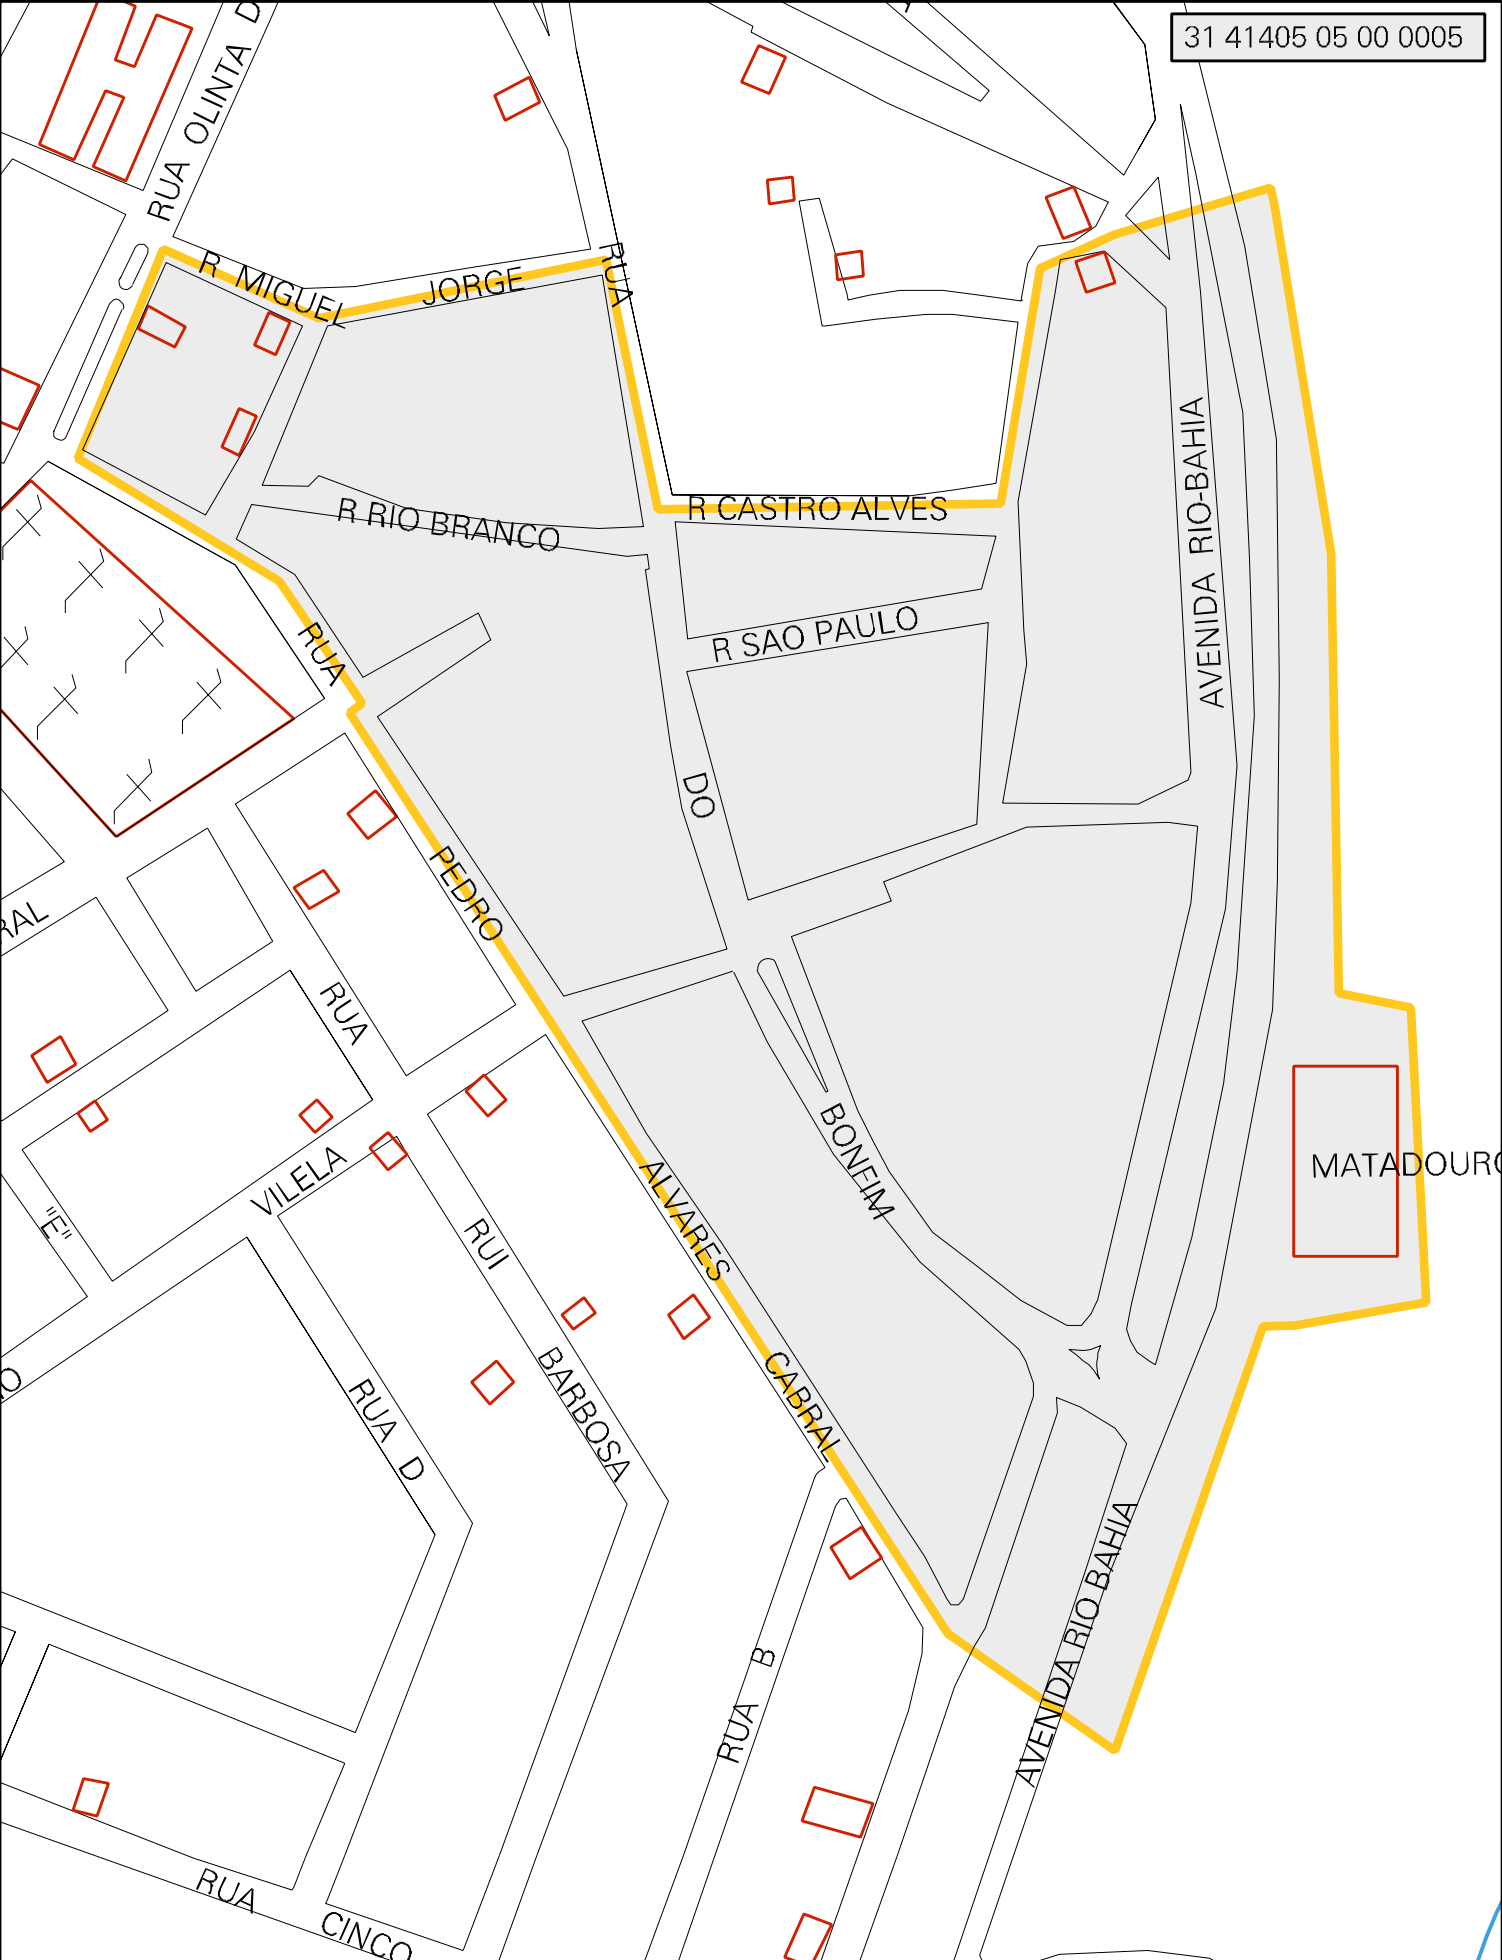 31 41405 05 00 0005
RUA OLINTA D
R MIGUEL JORGE
RUA
R RIO BRANCO
R CASTRO ALVES
AVENIDA RIO-BAHIA
R SAO PAULO
RUA
DO
PEDRO
RAL
RUA
BONFIM
MATADOURO
ALVARES
VILELA
"E"
RUI
CABRAL
BARBOSA
RUA D
AVENIDA RIO BAHIA
RUA B
RUA
CINCO